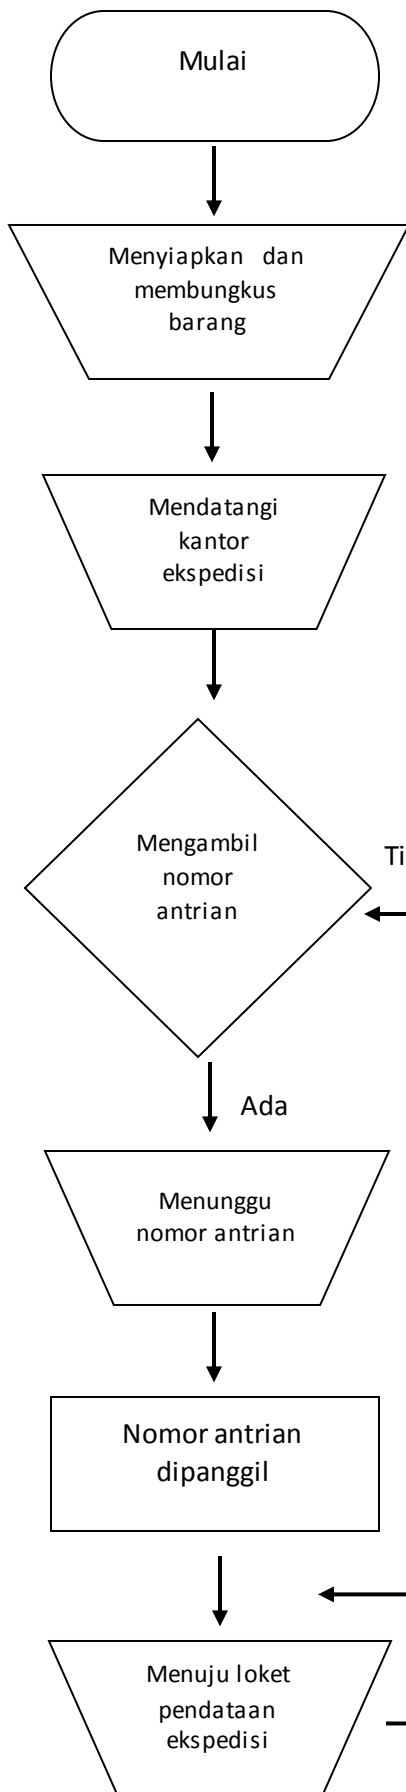 Mulai
Menyiapkan dan
membungkus
barang
Mendatangi
kantor
ekspedisi
Mengambil
nomor
antrian
Ti
Ada
Menunggu
nomor antrian
Nomor antrian
dipanggil
Menuju loket
pendataan
ekspedisi